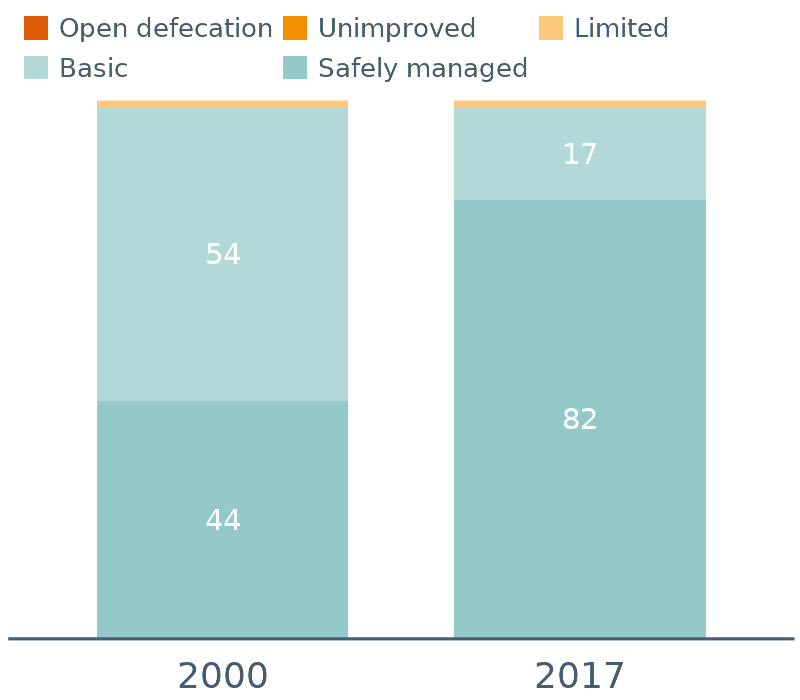 Open defecation Unimproved Limited
Basic Safely managed
17
54
82
44
2000 2017